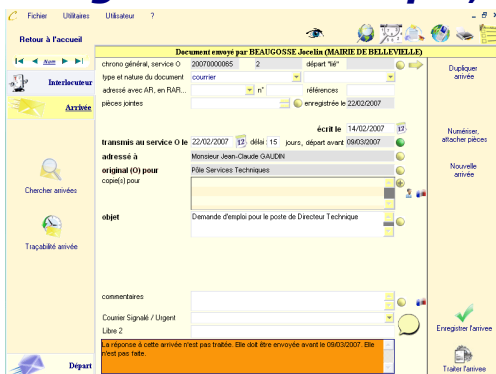 Fichier Utilitaires Utilisateur ?
Retour à l'accueil
Document envoyé par BEAUGOSSE Jocelin (MAIRIE DE BELLEVIELLE)
Num
chrono général, service O 20070000065 2 départ "lié"
Dupliquer arrivée
type et nature du document courrier
Interlocuteur
adressé avec AR, en RAR... n° références
pièces jointes enregistrée le 22/02/2007
Arrivée
écrit le 14/02/2007
Numériser, attacher pièces
transmis au service O le 22/02/2007 délai : 15 jours, départ avant 09/03/2007
adressé à Monsieur Jean-Claude GAUDIN
original (O) pour Pôle Services Techniques
Nouvelle arrivée
copie(s) pour
Chercher arrivées
objet Demande d'emploi pour le poste de Directeur Technique
Traçabilité arrivée
commentaires
Courrier Signalé / Urgent
Enregistrer l'arrivee
Libre 2
La réponse à cette arrivée n'est pas traitée. Elle doit être envoyée avant le 09/03/2007. Elle
n'est pas faite.
Départ
Traiter l'arrivee